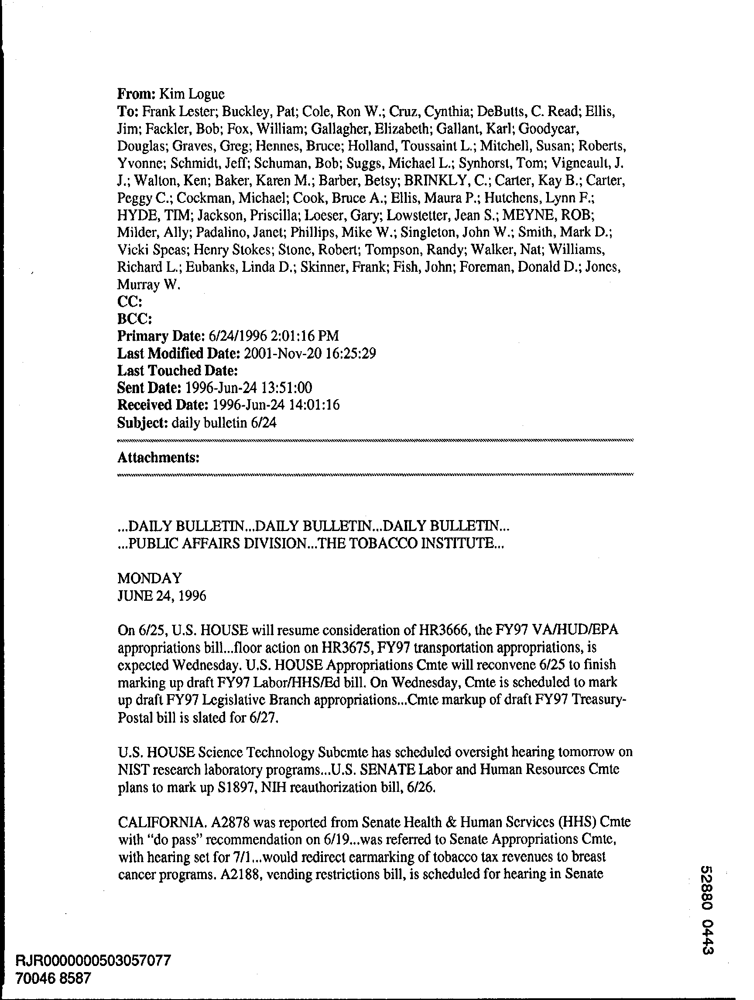 From: Kim Logue
To: Frank Lester; Buckley, Pat; Cole, Ron W.; Cruz, Cynthia; DeButts, C. Read; Ellis,
Jim; Fackler, Bob; Fox, William; Gallagher, Elizabeth; Gallant, Karl; Goodyear,
Douglas; Graves, Greg; Hennes, Bruce; Holland, Toussaint L.; Mitchell, Susan; Roberts,
Yvonne; Schmidt, Jeff; Schuman, Bob; Suggs, Michael L.; Synhorst, Tom; Vigneault, J.
J.; Walton, Ken; Baker, Karen M.; Barber, Betsy; BRINKLY, C.; Carter, Kay B.; Carter,
Peggy C.; Cockman, Michael; Cook, Bruce A.; Ellis, Maura P.; Hutchens, Lynn F.;
HYDE, TIM; Jackson, Priscilla; Loeser, Gary; Lowstetter, Jean S.; MEYNE, ROB;
Milder, Ally; Padalino, Janet; Phillips, Mike W.; Singleton, John W.; Smith, Mark D.;
Vicki Speas; Henry Stokes; Stone, Robert; Tompson, Randy; Walker, Nat; Williams,
Richard L.; Eubanks, Linda D.; Skinner, Frank; Fish, John; Foreman, Donald D.; Jones,
Murray W.
CC:
BCC:
Primary Date: 6/24/1996 2:01:16 PM
Last Modified Date: 2001-Nov-20 16:25:29
Last Touched Date:
Sent Date: 1996-Jun-24 13:51:00
Received Date: 1996-Jun-24 14:01:16
Subject: daily bulletin 6/24
Attachments:
...DAILY BULLETIN...DAILY BULLETIN...DAILY BULLETIN...
...PUBLIC AFFAIRS DIVISION...THE TOBACCO INSTITUTE...
MONDAY
JUNE 24, 1996
On 6/25, U.S. HOUSE will resume consideration of HR3666, the FY97 VA/HUD/EPA
appropriations bill...floor action on HR3675, FY97 transportation appropriations, is
expected Wednesday. U.S. HOUSE Appropriations Cmte will reconvene 6/25 to finish
marking up draft FY97 Labor/HHS/Ed bill. On Wednesday, Cmte is scheduled to mark
up draft FY97 Legislative Branch appropriations...Cmte markup of draft FY97 Treasury-
Postal bill is slated for 6/27.
U.S. HOUSE Science Technology Subcmte has scheduled oversight hearing tomorrow on
NIST research laboratory programs...U.S. SENATE Labor and Human Resources Cmte
plans to mark up S1897, NIH reauthorization bill, 6/26.
CALIFORNIA. A2878 was reported from Senate Health & Human Services (HHS) Cmte
with "do pass" recommendation on 6/19...was referred to Senate Appropriations Cmte,
with hearing set for 7/1...would redirect earmarking of tobacco tax revenues to breast
cancer programs. A2188, vending restrictions bill, is scheduled for hearing in Senate
52880 0443
RJR0000000503057077
70046 8587